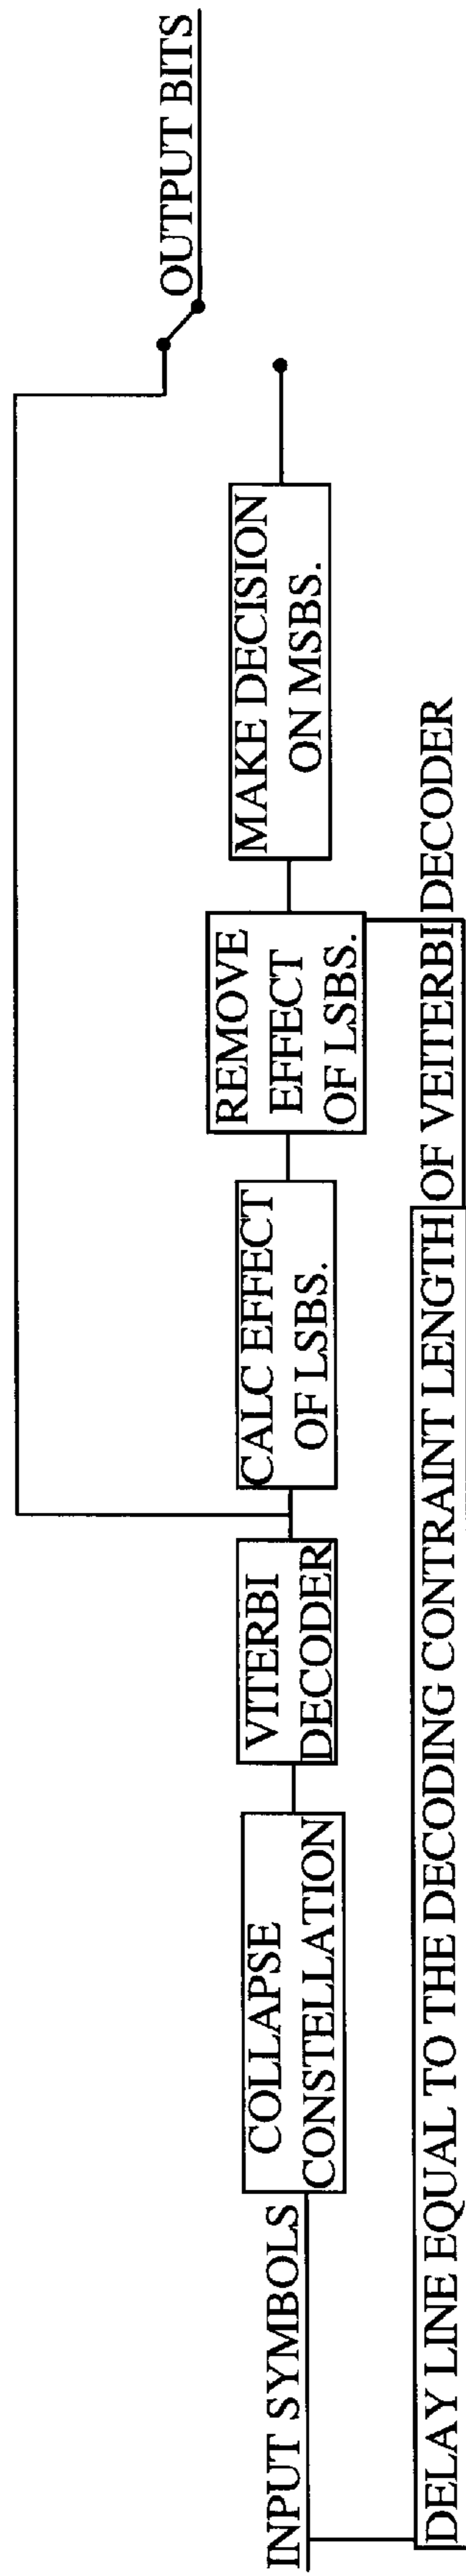 INPUT SYMBOLS
COLLAPSE
CONSTELLATION
VITERBI
DECODER
CALC EFFECT
OF LSBS.
REMOVE
EFFECT
OF LSBS.
MAKE DECISION
ON MSBS.
OUTPUT BITS
DELAY LINE EQUAL TO THE DECODING CONTRAINT LENGTH OF VEITERBI DECODER